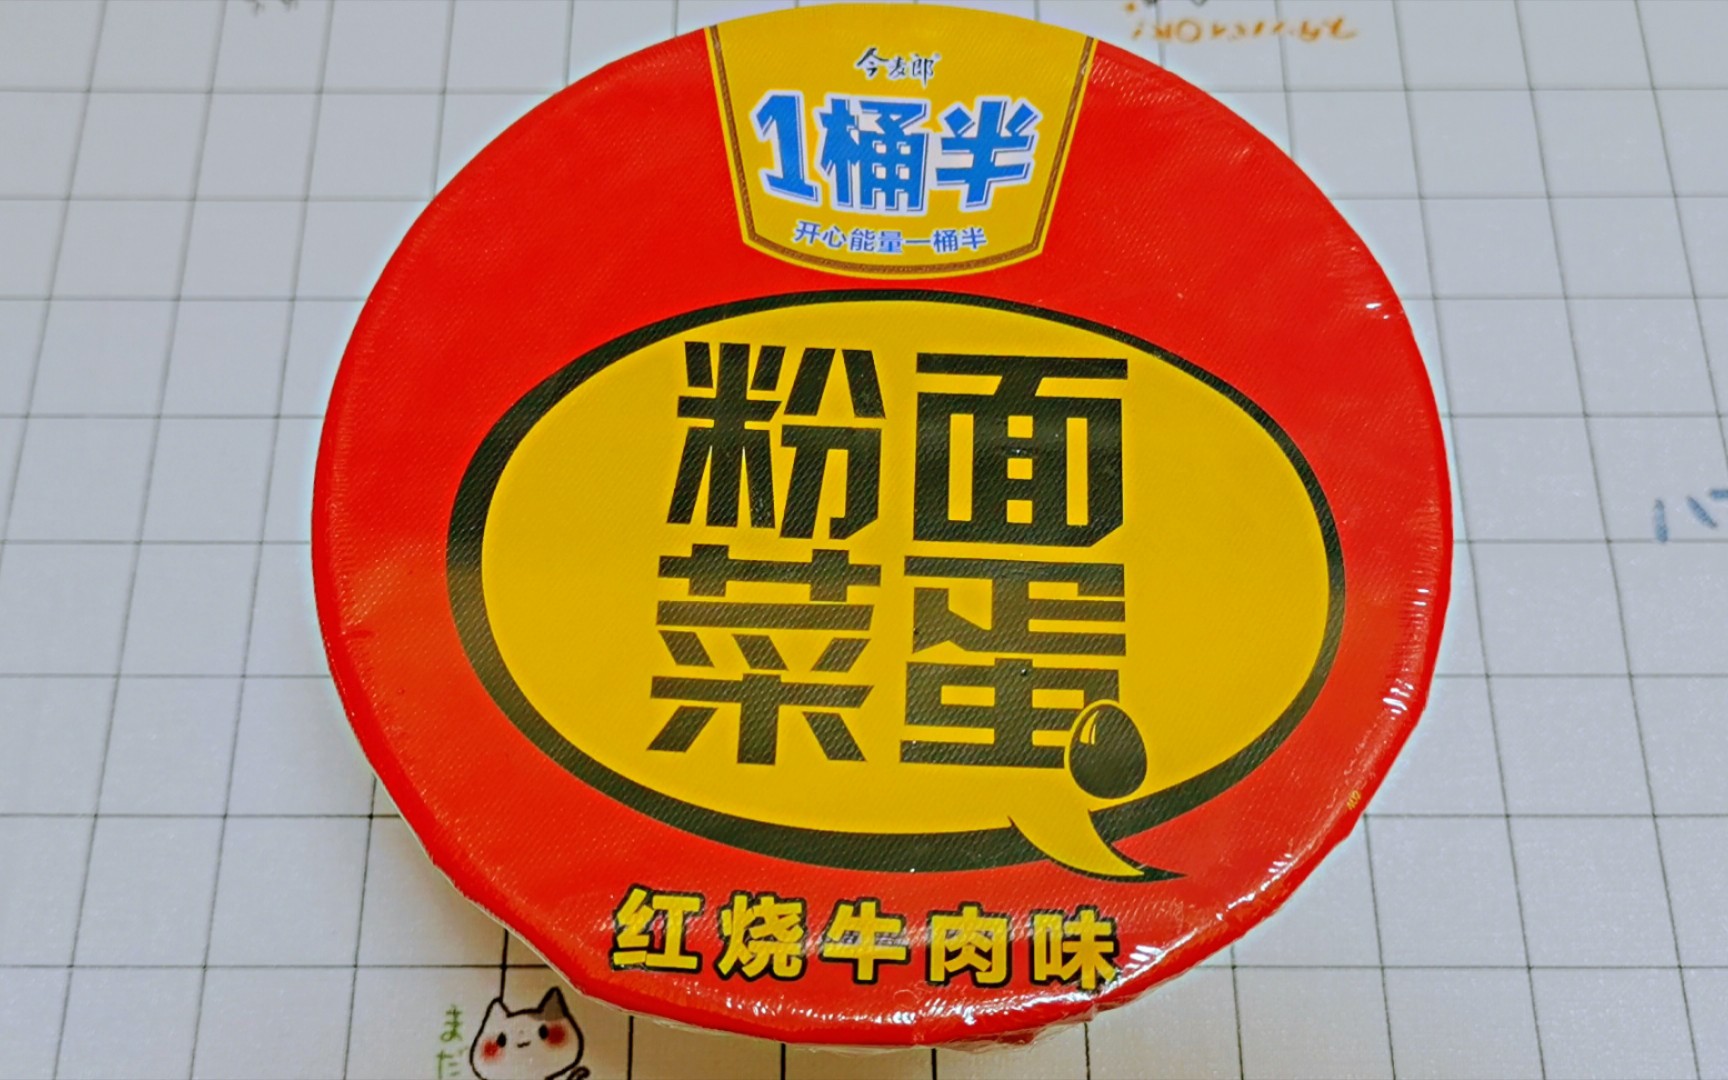 今麦郎
1桶半
开心能量一桶半
粉面
菜蛋
红烧牛肉味